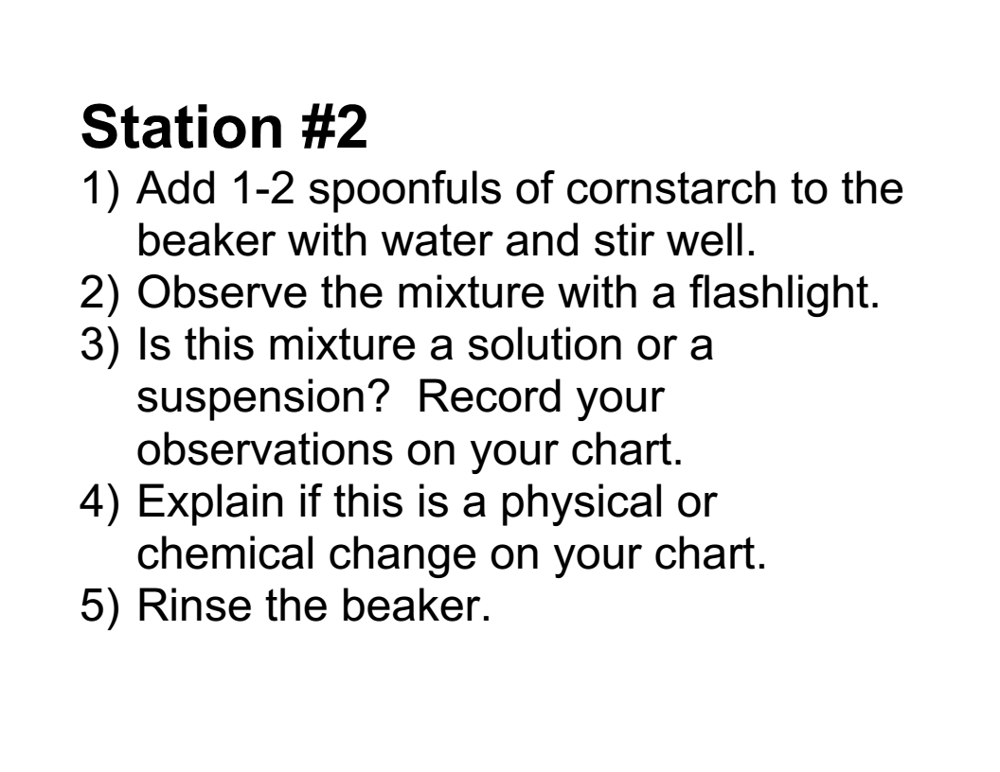 Station #2
1) Add 1-2 spoonfuls of cornstarch to the
beaker with water and stir well.
2) Observe the mixture with a flashlight.
3) Is this mixture a solution or a
suspension?  Record your
observations on your chart.
4) Explain if this is a physical or
chemical change on your chart.
5) Rinse the beaker.